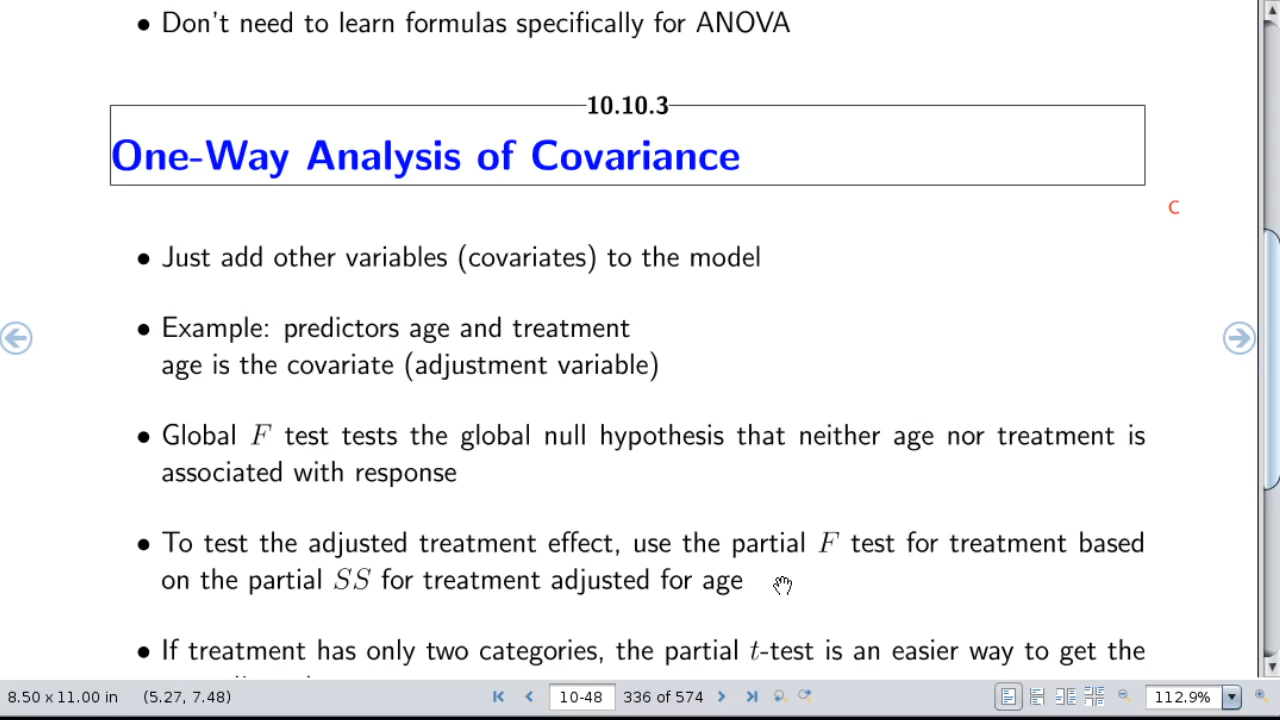 • Don't need to learn formulas specifically for ANOVA
10.10.3
One-Way Analysis of Covariance
C
• Just add other variables (covariates) to the model
• Example: predictors age and treatment
age is the covariate (adjustment variable)
• Global F test tests the global null hypothesis that neither age nor treatment is
associated with response
• To test the adjusted treatment effect, use the partial F test for treatment based
on the partial SS for treatment adjusted for age
• If treatment has only two categories, the partial t-test is an easier way to get the
8.50 x 11.00 in (5.27, 7.48) 10-48 336 of 574 112.9%